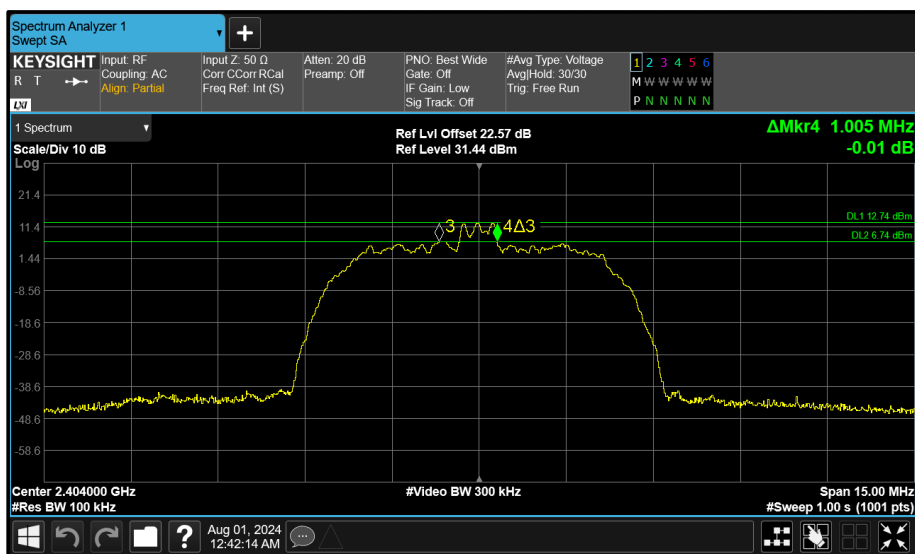 Spectrum Analyzer 1
Swept SA
+
KEYSIGHT
R T
LXI
Input: RF
Coupling: AC
Align: Partial
Input Z: 50 Ω
Corr CCorr RCal
Freq Ref: Int (S)
Atten: 20 dB
Preamp: Off
PNO: Best Wide
Gate: Off
IF Gain: Low
Sig Track: Off
#Avg Type: Voltage
Avg|Hold: 30/30
Trig: Free Run
1 2 3 4 5 6
M W W W W W
P N N N N N
1 Spectrum
Scale/Div 10 dB
Log
Ref Lvl Offset 22.57 dB
Ref Level 31.44 dBm
ΔMkr4 1.005 MHz
-0.01 dB
21.4
DL1 12.74 dBm
11.4
3
4Δ3
DL2 6.74 dBm
1.44
-8.56
-18.6
-28.6
-38.6
-48.6
-58.6
Center 2.404000 GHz
#Res BW 100 kHz
#Video BW 300 kHz
Span 15.00 MHz
#Sweep 1.00 s (1001 pts)
?
Aug 01, 2024
12:42:14 AM